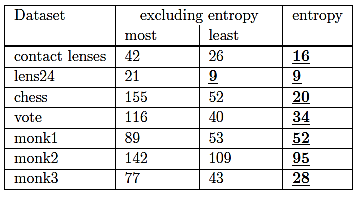 Dataset excluding entropy entropy
most least
contact lenses 42 26 16
lens24 21 9 9
chess 155 52 20
vote 116 40 34
monk1 89 53 52
monk2 142 109 95
monk3 77 43 28